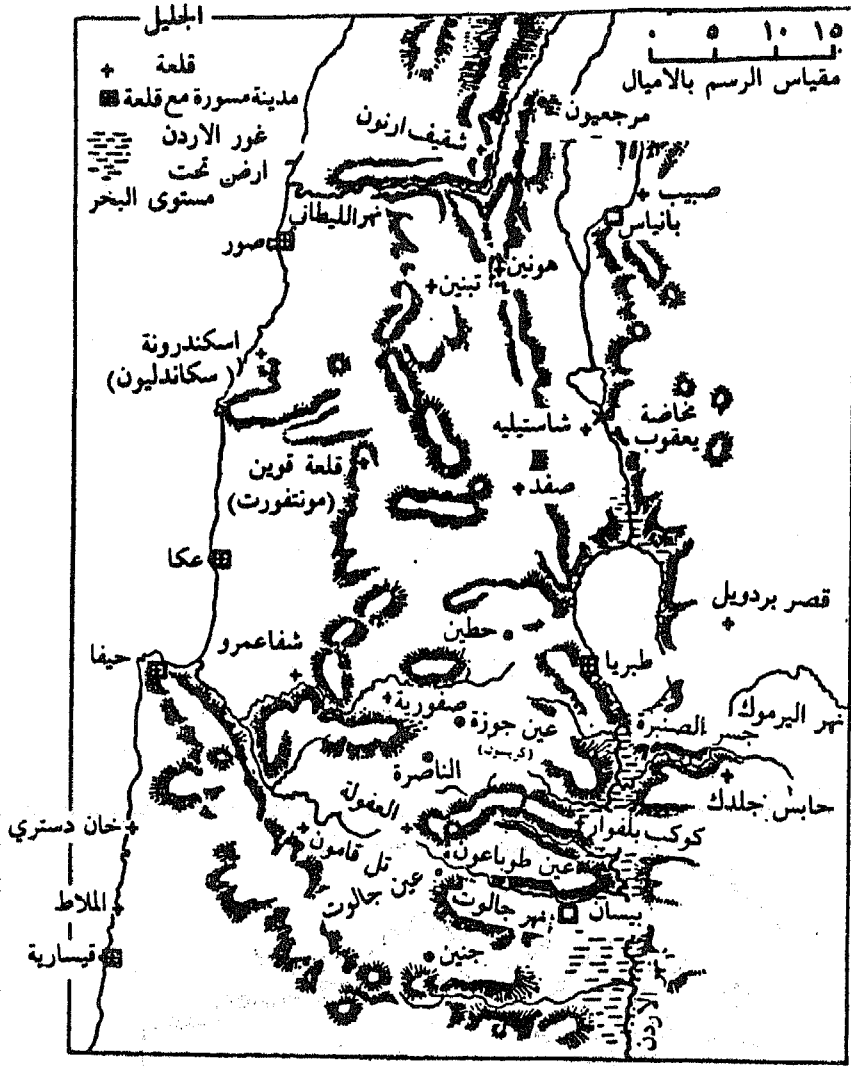 الجليل
٠ ٥ ١٠ ١٥
مقياس الرسم بالاميال
قلعة
مدينة مسورة مع قلعة
غور الاردن
ارض تحت
مستوى البخر
مرجعيون
شقيف ارنون
صبيب
بانياس
نهر الليطاني
صور
هونين
تبنين
اسكندرونة
(سكاندليون)
مخاضة
يعقوب
شاستيليه
قلعة قوين
(مونتفورت)
صفد
عكا
قصر بردويل
حطين
شفاعمرو
حيفا
طبريا
صفورية
عين جوزة
جسر الصنبرة
نهر اليرموك
الناصرة
العفولة
حابس جلدك
كوكب بلفوار
خان دستري
تل قامون
عين طوباعون
عين جالوت
نهر جالوت
بيسان
الملاط
قيسارية
جنين
الاردن